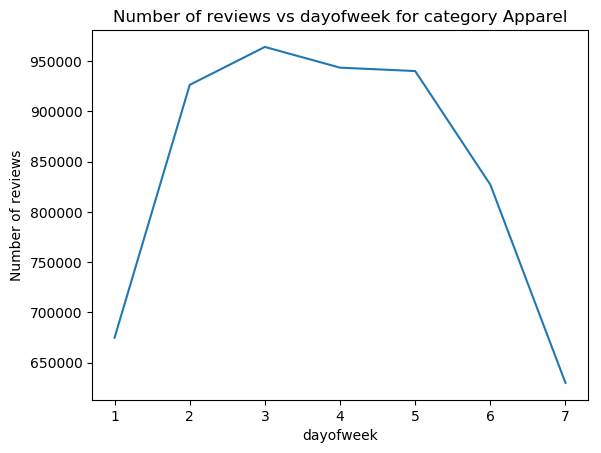 Number of reviews vs dayofweek for category Apparel
Number of reviews
950000
900000
850000
800000
750000
700000
650000
1 2 3 4 5 6 7
dayofweek